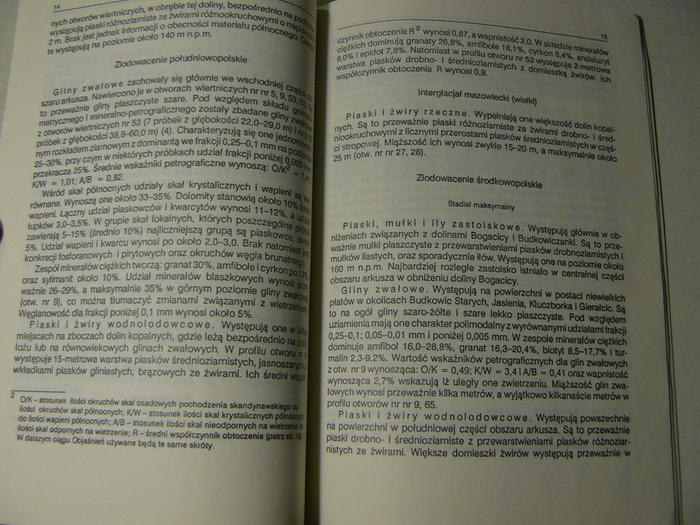 14
nych otworów wiertniczych, w obrębie tej doliny, bezpośrednio na
występują piaski różnoziarniste ze żwirami różnookruchowymi o
2 m. Brak jest jednak informacji o obecności materiału północnego.
te występują na poziomie około 140 m n.p.m.
Zlodowacenie południowopolskie
Gliny zwałowe zachowały się głównie we wschodniej części
szaru arkusza. Nawiercono je w otworach wiertniczych nr nr 5, 9, 53,
to przeważnie gliny piaszczyste szare. Pod względem składu
metrycznego i mineralno-petrograficznego zostały zbadane gliny
z otworów wiertniczych nr 53 (7 próbek z głębokości 22,0–29,0 m) i nr
próbek z głębokości 38,8–60,0 m) (4). Charakteryzują się one
nym rozkładem ziarnowym z dominantą we frakcji 0,25–0,1 mm na
25–30%, przy czym w niektórych próbkach udział frakcji poniżej 0,005
przekracza 25%. Średnie wskaźniki petrograficzne wynoszą: O/K²
K/W = 1,01; A/B = 0,82.
Wśród skał północnych udziały skał krystalicznych i wapieni są
równane. Wynoszą one około 33–35%. Dolomity stanowią około 10%
wapieni. Łączny udział piaskowców i kwarcytów wynosi 11–12%, a
łupków 3,0–3,5%. W grupie skał lokalnych, których poszczególne
zawierają 5–15% (średnio 10%) najliczniejszą grupą są piaskowce,
5%. Udział wapieni i kwarcu wynosi po około 2,0–3,0. Brak natomiast
konkrecji fosforanowych i pirytowych oraz okruchów węgla brunatnego.
Zespół minerałów ciężkich tworzą: granat 30%, amfibole i cyrkon po
oraz sylimanit około 10%. Udział minerałów blaszkowych wynosi
ważnie 26–29%, a maksymalnie 35% w górnym poziomie gliny zwałowej
(otw. nr 9), co można tłumaczyć zmianami związanymi z wietrzeniem.
Węglanowość dla frakcji poniżej 0,1 mm wynosi około 5%.
Piaski i żwiry wodnolodowcowe. Występują one w
miejscach na zboczach dolin kopalnych, gdzie leżą bezpośrednio na
łożu lub na równowiekowych glinach zwałowych. W profilu otworu nr
występuje 15-metrowa warstwa piasków średnioziarnistych, jasnoszarych
wkładkami piasków gliniastych, brązowych ze żwirami. Ich średni
2 O/K – stosunek ilości okruchów skał osadowych pochodzenia skandynawskiego do
ilości okruchów skał północnych; K/W – stosunek ilości skał krystalicznych północnych
do ilości wapieni północnych; A/B – stosunek ilości skał nieodpornych na wietrzenie do
ilości skał odpornych na wietrzenie; R – średni współczynnik obtoczenia (patrz str.
W dalszym ciągu Objaśnień używane będą te same skróty.
15
czynnik obtoczenia R² wynosi 0,87, a wapnistość 2,0. W składzie minerałów
ciężkich dominują granaty 26,8%, amfibole 18,1%, cyrkon 8,4%, andaluzyt
8,0% i epidot 7,8%. Natomiast w profilu otworu nr 53 występuje 2-metrowa
warstwa piasków drobno- i średnioziarnistych z domieszką żwirów. Ich
współczynnik obtoczenia R wynosi 0,9.
Interglacjał mazowiecki (wielki)
Piaski i żwiry rzeczne. Wypełniają one większość dolin kopal-
nych. Są to przeważnie piaski różnoziarniste ze żwirami drobno- i śred-
niookruchowymi z licznymi przerostami piasków średnioziarnistych w częś-
ci stropowej. Miąższość ich wynosi zwykle 15–20 m, a maksymalnie około
25 m (otw. nr nr 27, 28).
Zlodowacenie środkowopolskie
Stadiał maksymalny
Piaski, mułki i iły zastoiskowe. Występują głównie w ob-
niżeniach związanych z dolinami Bogacicy i Budkowiczanki. Są to prze-
ważnie mułki piaszczyste z przewarstwieniami piasków drobnoziarnistych i
mułków ilastych, oraz sporadycznie iłów. Występują one na poziomie około
160 m n.p.m. Najbardziej rozległe zastoisko istniało w centralnej części
obszaru arkusza w obniżeniu doliny Bogacicy.
Gliny zwałowe. Występują na powierzchni w postaci niewielkich
płatów w okolicach Budkowic Starych, Jasienia, Kluczborka i Gierałcic. Są
to na ogół gliny szaro-żółte i szare lekko piaszczyste. Pod względem
uziarnienia mają one charakter polimodalny z wyrównanymi udziałami frakcji
0,25–0,1; 0,05–0,01 mm i poniżej 0,005 mm. W zespole minerałów ciężkich
dominuje amfibol 16,0–28,8%, granat 16,3–20,4%, biotyt 8,5–17,7% i tur-
malin 2,3–9,2%. Wartość wskaźników petrograficznych dla glin zwałowych
z otw. nr 9 wynosząca: O/K = 0,49; K/W = 3,4 i A/B = 0,41 oraz wapnistość
wynosząca 2,7% wskazują iż uległy one zwietrzeniu. Miąższość glin zwa-
łowych wynosi przeważnie kilka metrów, a wyjątkowo kilkanaście metrów w
profilu otworów nr nr 9, 65.
Piaski i żwiry wodnolodowcowe. Występują powszechnie
na powierzchni w południowej części obszaru arkusza. Są to przeważnie
piaski drobno- i średnioziarniste z przewarstwieniami piasków różnoziar-
nistych ze żwirami. Większe domieszki żwirów występują przeważnie w